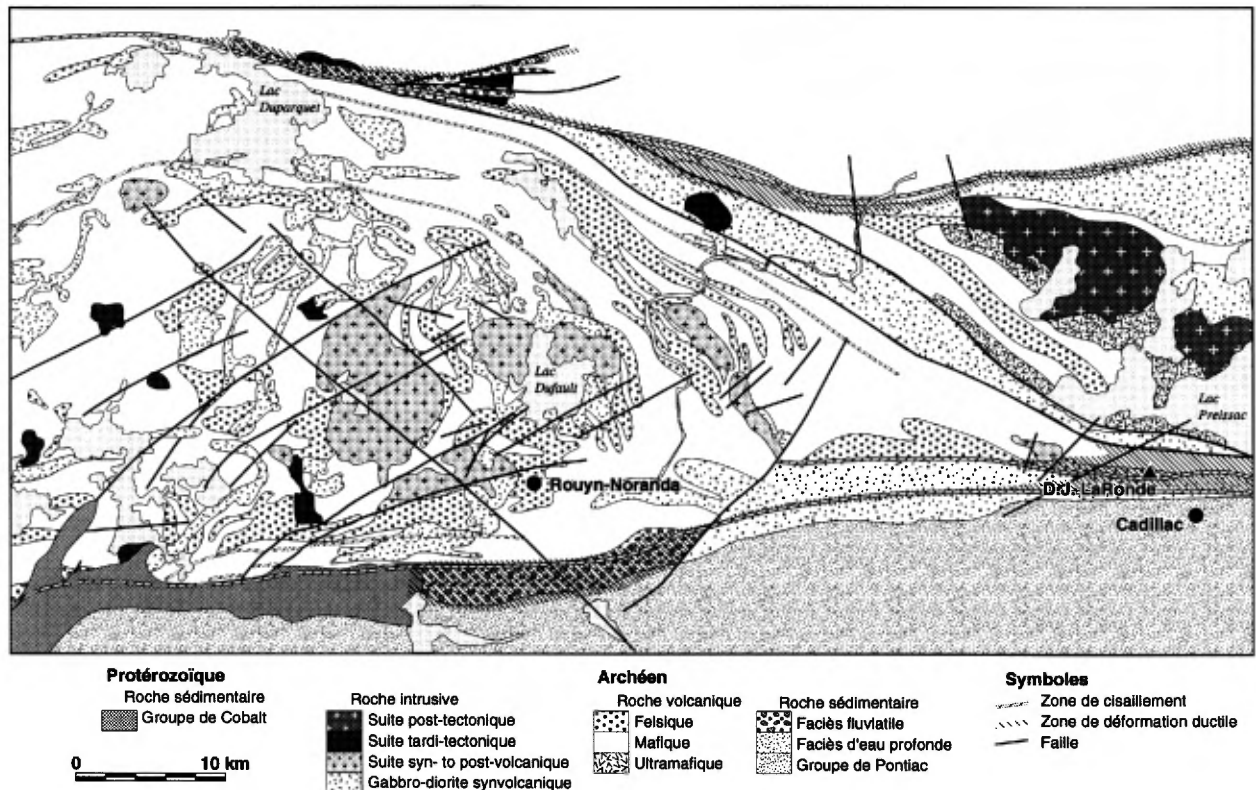 Lac
Duparquet
Lac
Dufault
Lac
Preissac
Rouyn-Noranda
D.J. LaRonde
Cadillac
Protérozoïque
Roche sédimentaire
Groupe de Cobalt
0 10 km
Archéen
Roche intrusive
Suite post-tectonique
Suite tardi-tectonique
Suite syn- to post-volcanique
Gabbro-diorite synvolcanique
Roche volcanique
Felsique
Mafique
Ultramafique
Roche sédimentaire
Faciès fluviatile
Faciès d'eau profonde
Groupe de Pontiac
Symboles
Zone de cisaillement
Zone de déformation ductile
Faille